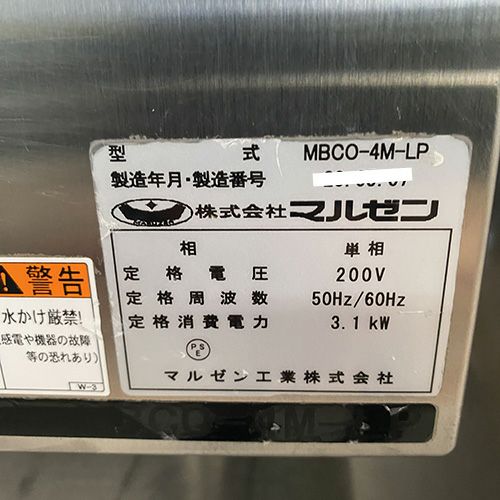 型 式 MBCO-4M-LP
製造年月・製造番号
MARUZEN 株式会社マルゼン
相 単相
定格電圧 200V
定格周波数 50Hz/60Hz
定格消費電力 3.1kW
PSE
マルゼン工業株式会社
警告
水かけ厳禁!
感電や機器の故障
等の恐れあり)
W-3
CO-4M-LP